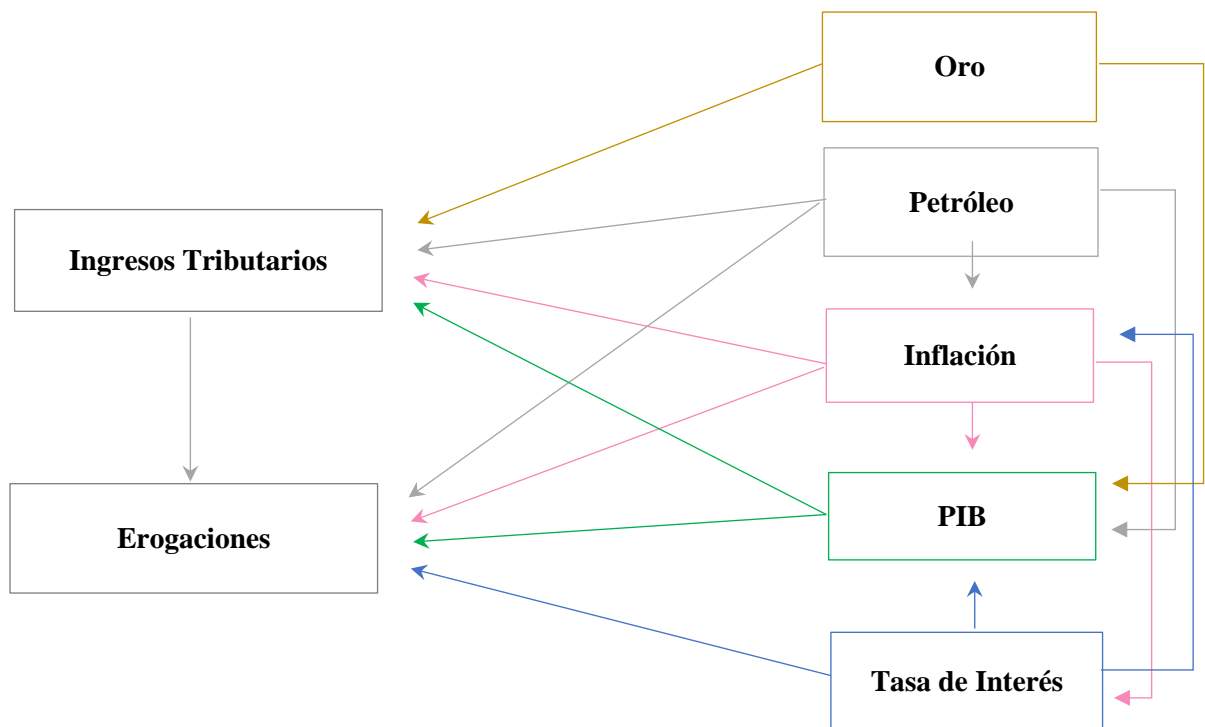 Oro
Petróleo
Ingresos Tributarios
Inflación
PIB
Erogaciones
Tasa de Interés